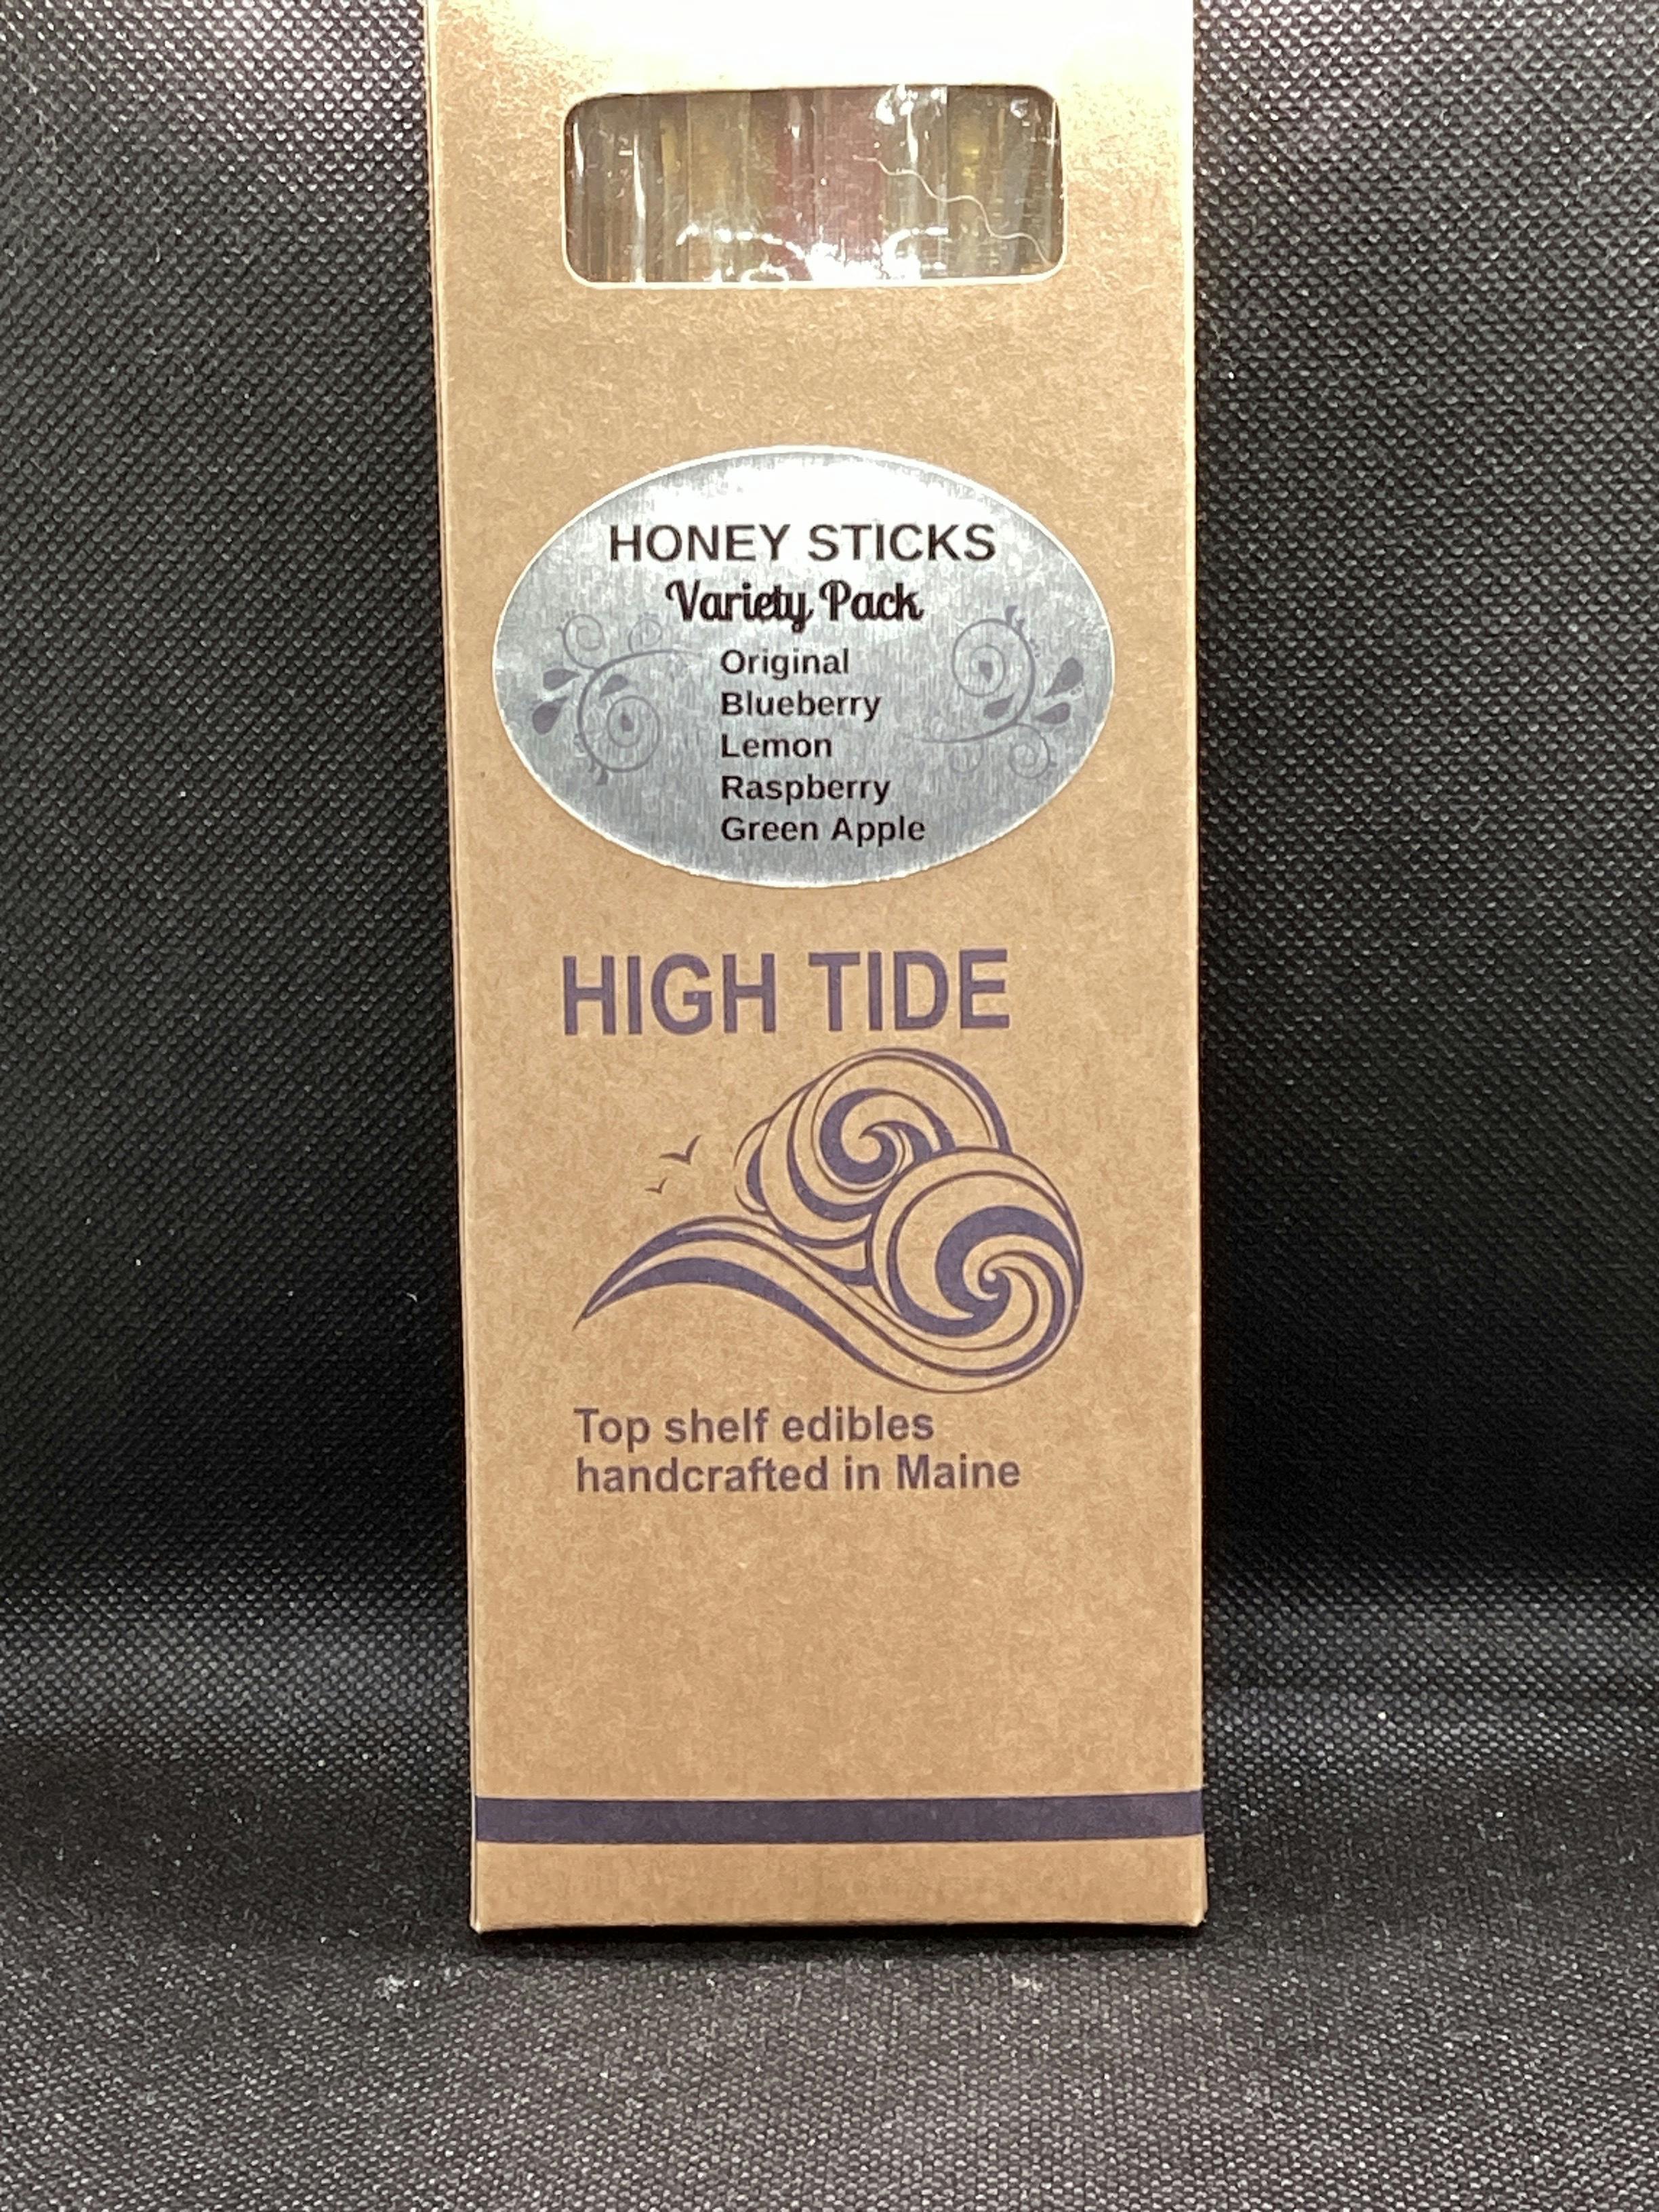 HONEY STICKS
Variety Pack
Original
Blueberry
Lemon
Raspberry
Green Apple
HIGH TIDE
Top shelf edibles
handcrafted in Maine